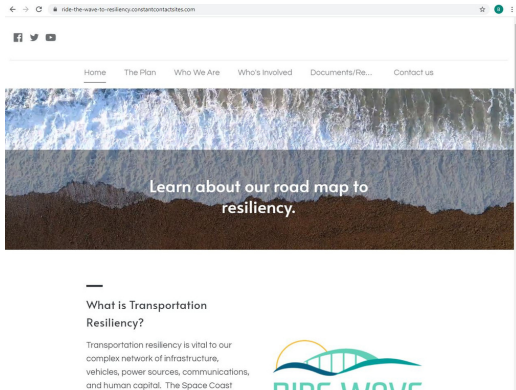 ride-the-wave-to-resiliency.constantcontactsites.com
B
Home The Plan Who We Are Who's Involved Documents/Re... Contact us
Learn about our road map to
resiliency.
What is Transportation
Resiliency?
Transportation resiliency is vital to our
complex network of infrastructure,
vehicles, power sources, communications,
and human capital. The Space Coast
RIDE WAVE